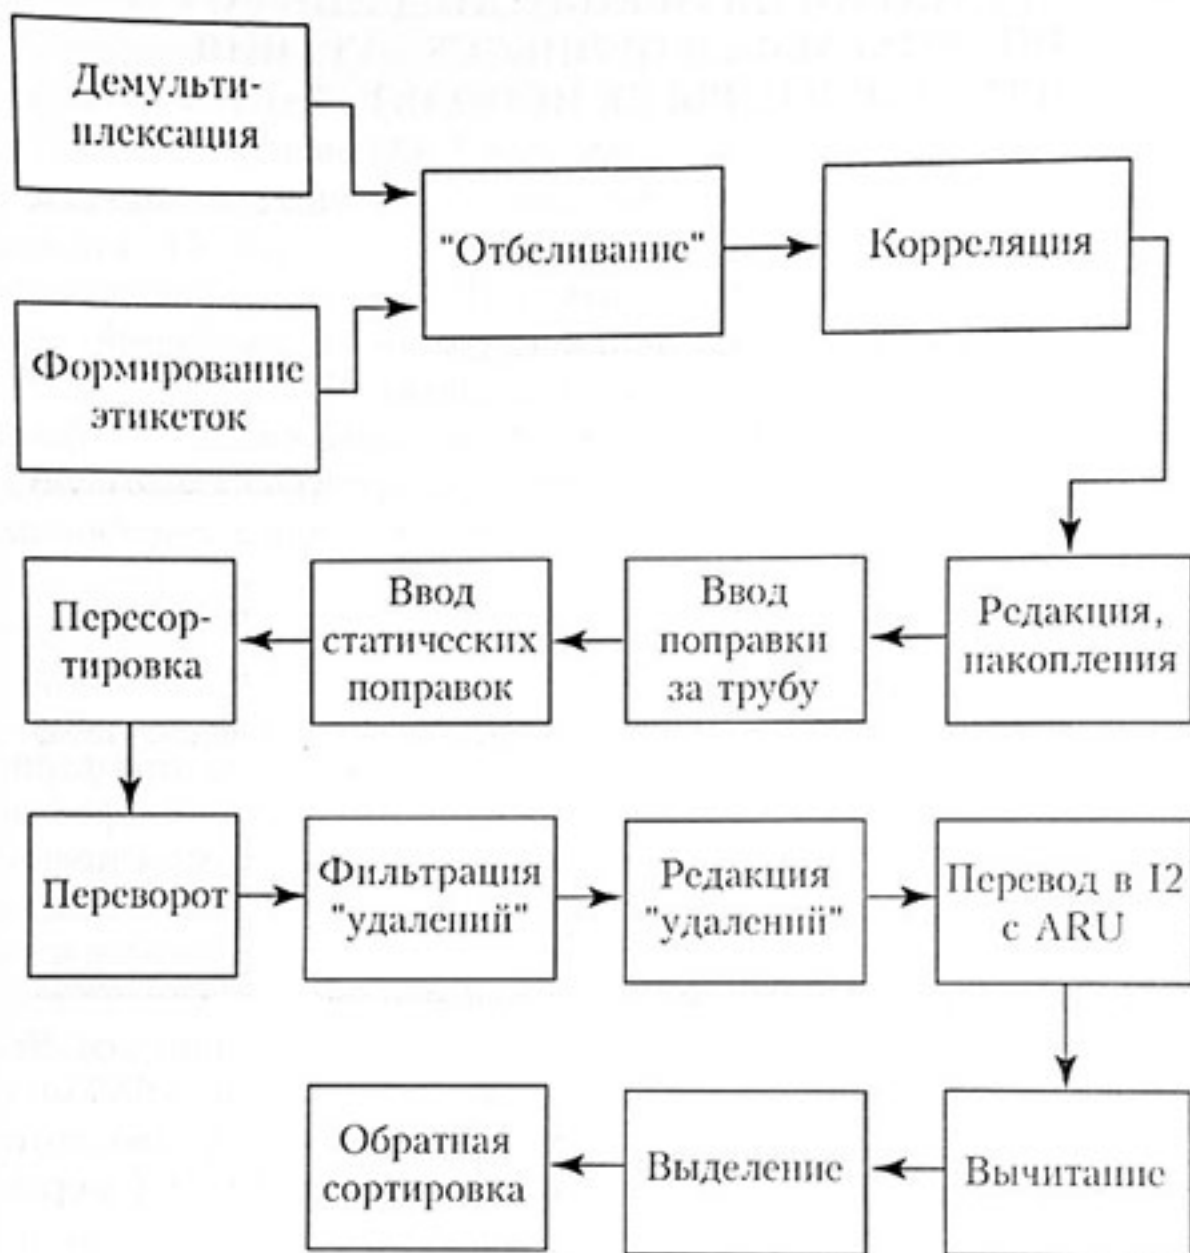 Демульти-
плексация
"Отбеливание"
Корреляция
Формирование
этикеток
Пересор-
тировка
Ввод
статических
поправок
Ввод
поправки
за трубу
Редакция,
накопления
Переворот
Фильтрация
"удалений"
Редакция
"удалений"
Перевод в I2
с ARU
Обратная
сортировка
Выделение
Вычитание